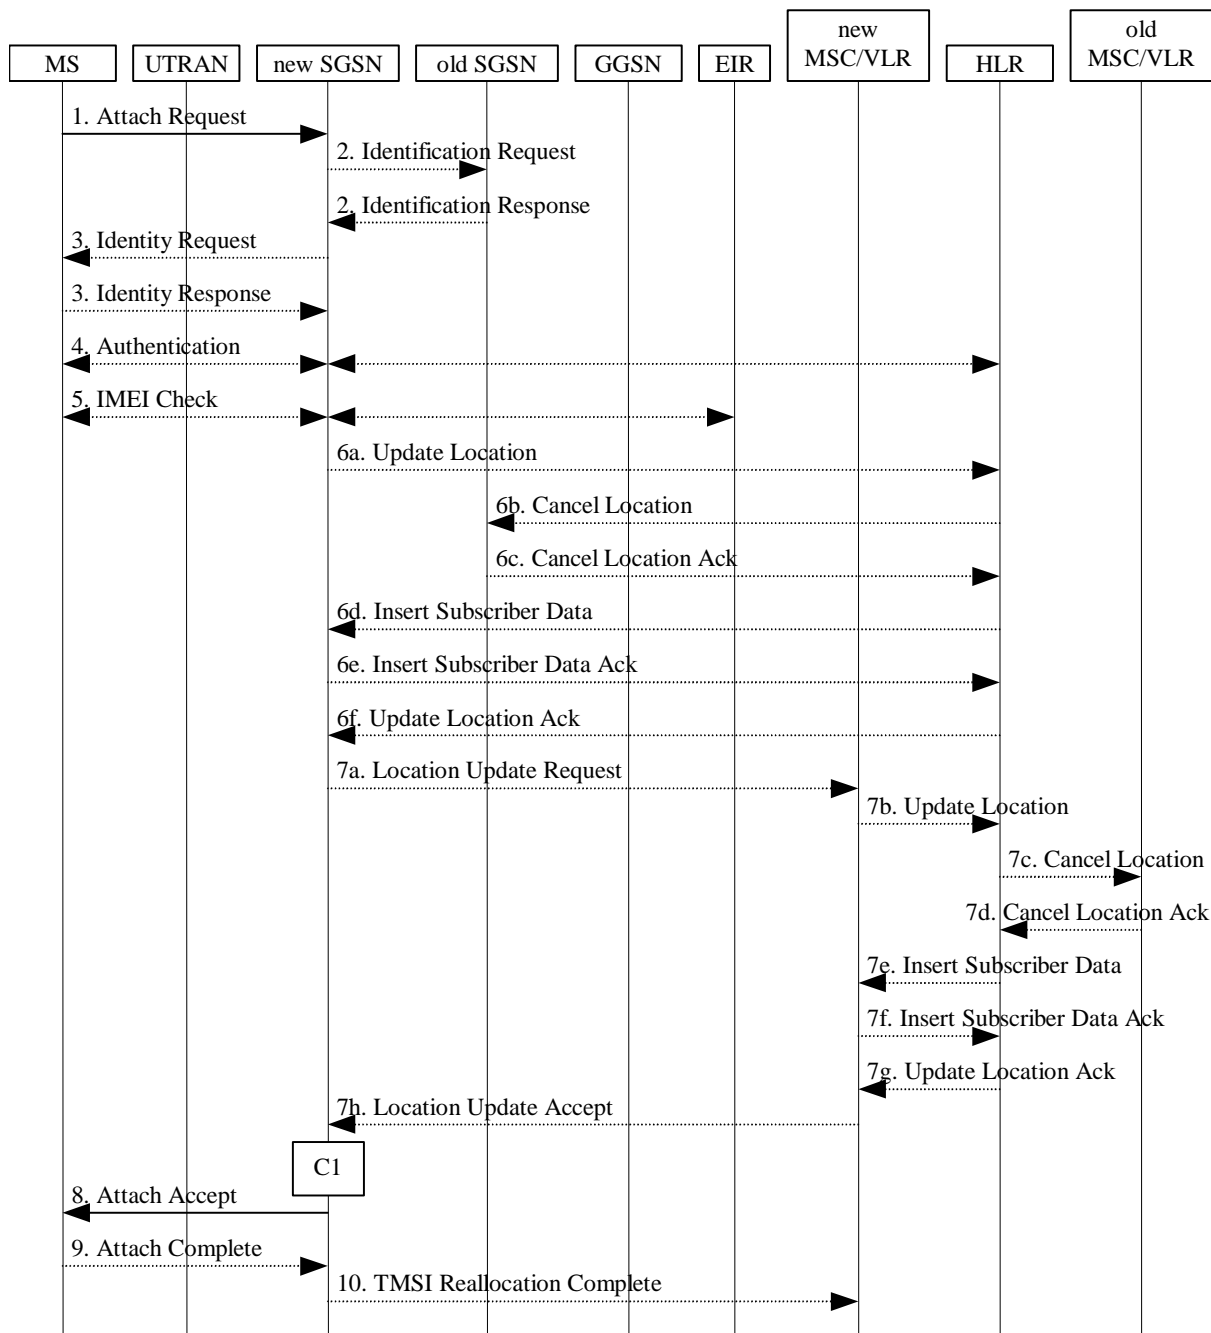 new
old
MS
UTRAN
new SGSN
old SGSN
GGSN
EIR
MSC/VLR
HLR
MSC/VLR
1. Attach Request
2. Identification Request
2. Identification Response
3. Identity Request
3. Identity Response
4. Authentication
5. IMEI Check
6a. Update Location
6b. Cancel Location
6c. Cancel Location Ack
6d. Insert Subscriber Data
6e. Insert Subscriber Data Ack
6f. Update Location Ack
7a. Location Update Request
7b. Update Location
7c. Cancel Location
7d. Cancel Location Ack
7e. Insert Subscriber Data
7f. Insert Subscriber Data Ack
7g. Update Location Ack
7h. Location Update Accept
C1
8. Attach Accept
9. Attach Complete
10. TMSI Reallocation Complete